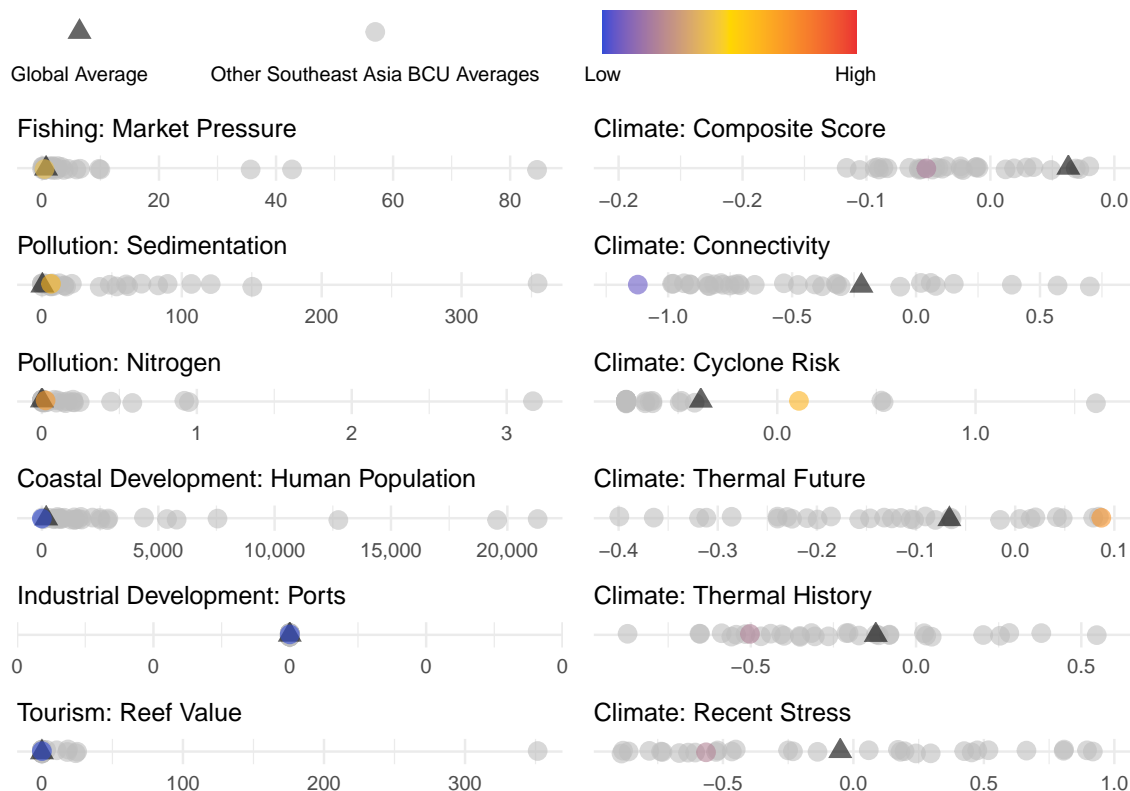 Global Average
Other Southeast Asia BCU Averages
Low
High
Fishing: Market Pressure
0 20 40 60 80
Climate: Composite Score
−0.2 −0.2 −0.1 0.0 0.0
Pollution: Sedimentation
0 100 200 300
Climate: Connectivity
−1.0 −0.5 0.0 0.5
Pollution: Nitrogen
0 1 2 3
Climate: Cyclone Risk
0.0 1.0
Coastal Development: Human Population
0 5,000 10,000 15,000 20,000
Climate: Thermal Future
−0.4 −0.3 −0.2 −0.1 0.0 0.1
Industrial Development: Ports
0 0 0 0 0
Climate: Thermal History
−0.5 0.0 0.5
Tourism: Reef Value
0 100 200 300
Climate: Recent Stress
−0.5 0.0 0.5 1.0